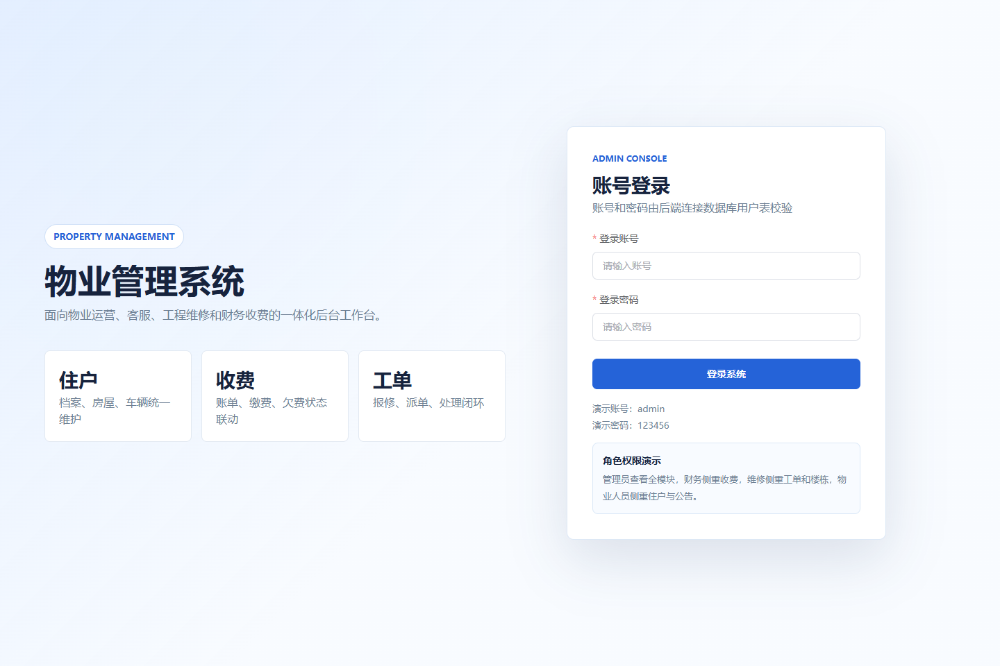 PROPERTY MANAGEMENT
物业管理系统
面向物业运营、客服、工程维修和财务收费的一体化后台工作台。
住户
档案、房屋、车辆统一
维护
收费
账单、缴费、欠费状态
联动
工单
报修、派单、处理闭环
ADMIN CONSOLE
账号登录
账号和密码由后端连接数据库用户表校验
* 登录账号
请输入账号
* 登录密码
请输入密码
登录系统
演示账号：admin
演示密码：123456
角色权限演示
管理员查看全模块，财务侧重收费，维修侧重工单和楼栋，物
业人员侧重住户与公告。